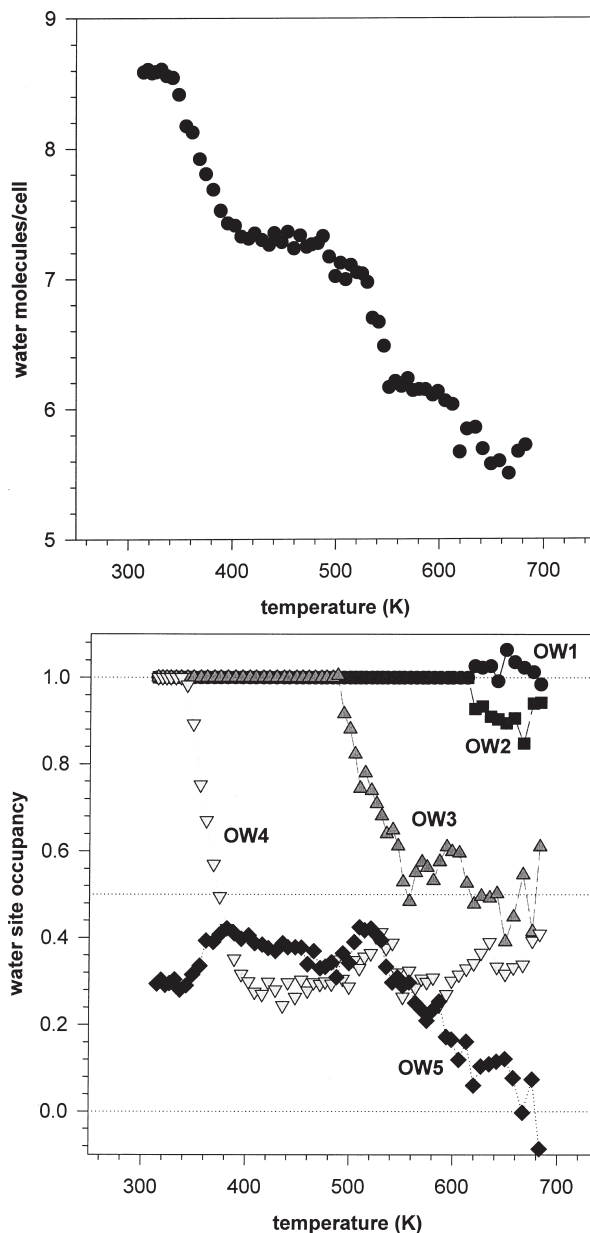 9
8
7
6
5
water molecules/cell
300 400 500 600 700
temperature (K)
1.0
0.8
0.6
0.4
0.2
0.0
water site occupancy
OW1
OW2
OW3
OW4
OW5
300 400 500 600 700
temperature (K)